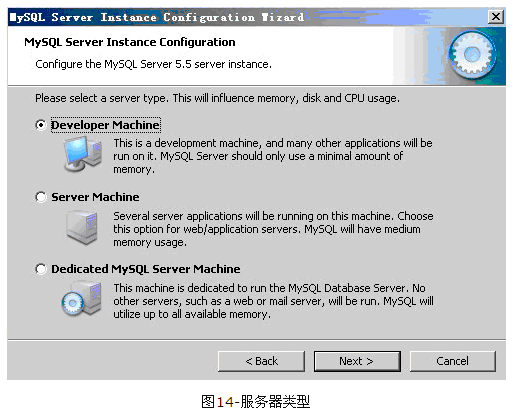 MySQL Server Instance Configuration Wizard
MySQL Server Instance Configuration
Configure the MySQL Server 5.5 server instance.
Please select a server type. This will influence memory, disk and CPU usage.
Developer Machine
This is a development machine, and many other applications will be
run on it. MySQL Server should only use a minimal amount of
memory.
Server Machine
Several server applications will be running on this machine. Choose
this option for web/application servers. MySQL will have medium
memory usage.
Dedicated MySQL Server Machine
This machine is dedicated to run the MySQL Database Server. No
other servers, such as a web or mail server, will be run. MySQL will
utilize up to all available memory.
< Back
Next >
Cancel
图14-服务器类型